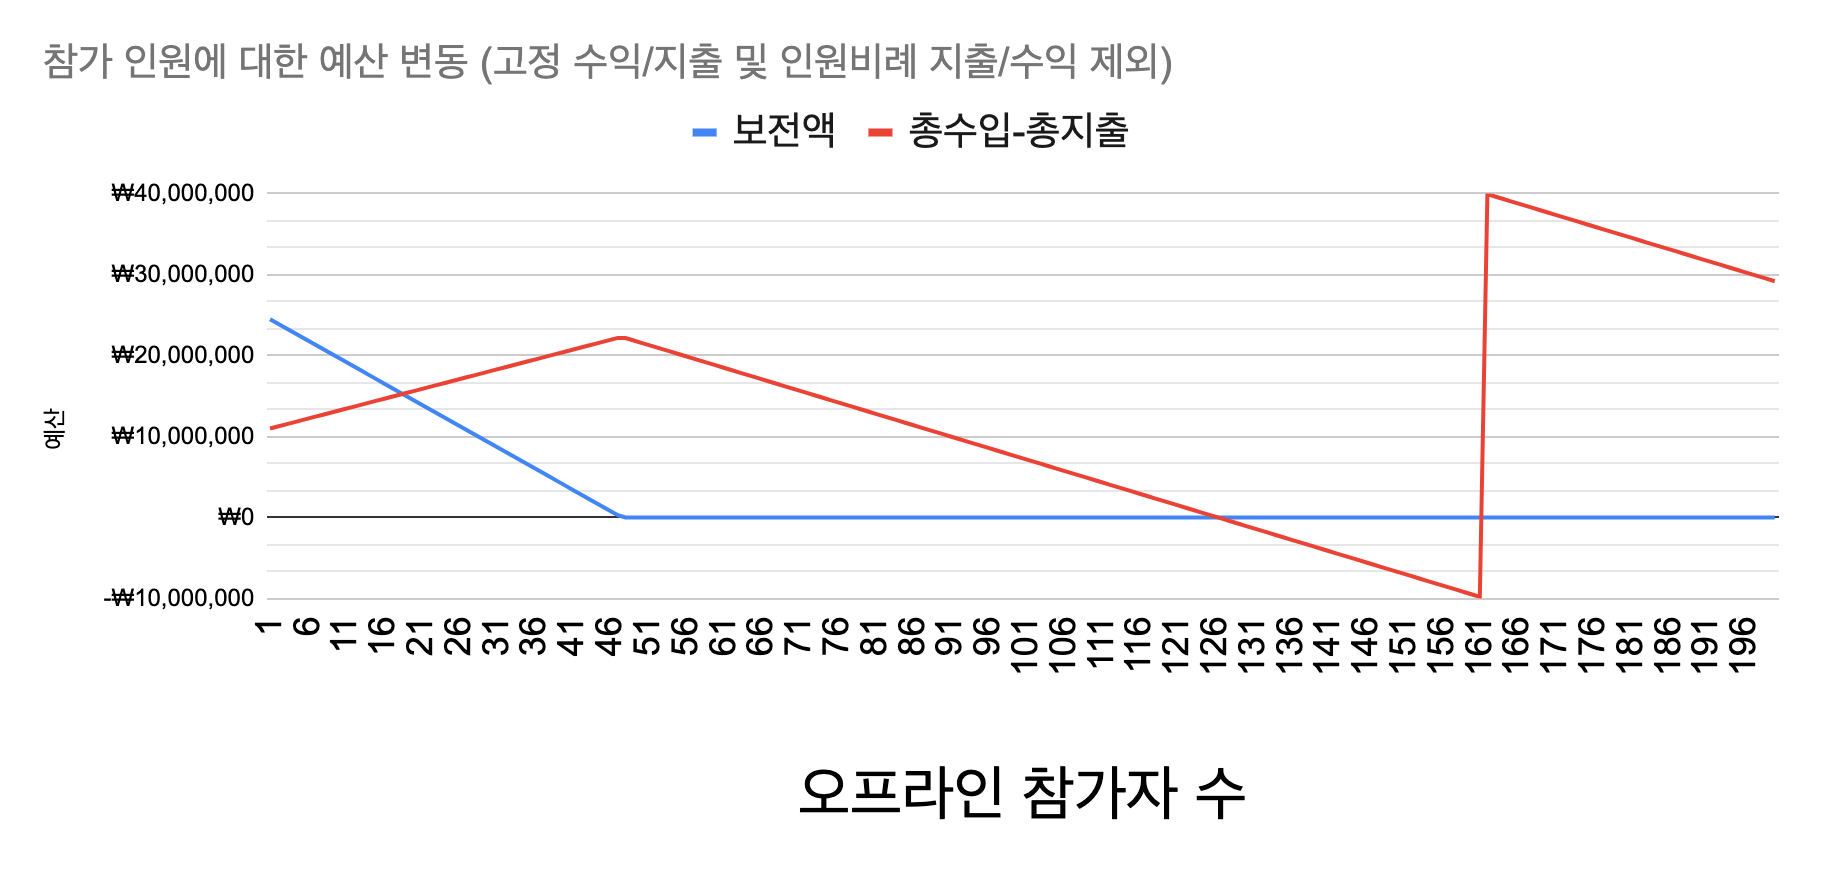 참가 인원에 대한 예산 변동 (고정 수익/지출 및 인원비례 지출/수익 제외)
보전액 총수입-총지출
₩40,000,000
₩30,000,000
₩20,000,000
₩10,000,000
₩0
-₩10,000,000
예산
1 6 11 16 21 26 31 36 41 46 51 56 61 66 71 76 81 86 91 96 101 106 111 116 121 126 131 136 141 146 151 156 161 166 171 176 181 186 191 196
오프라인 참가자 수